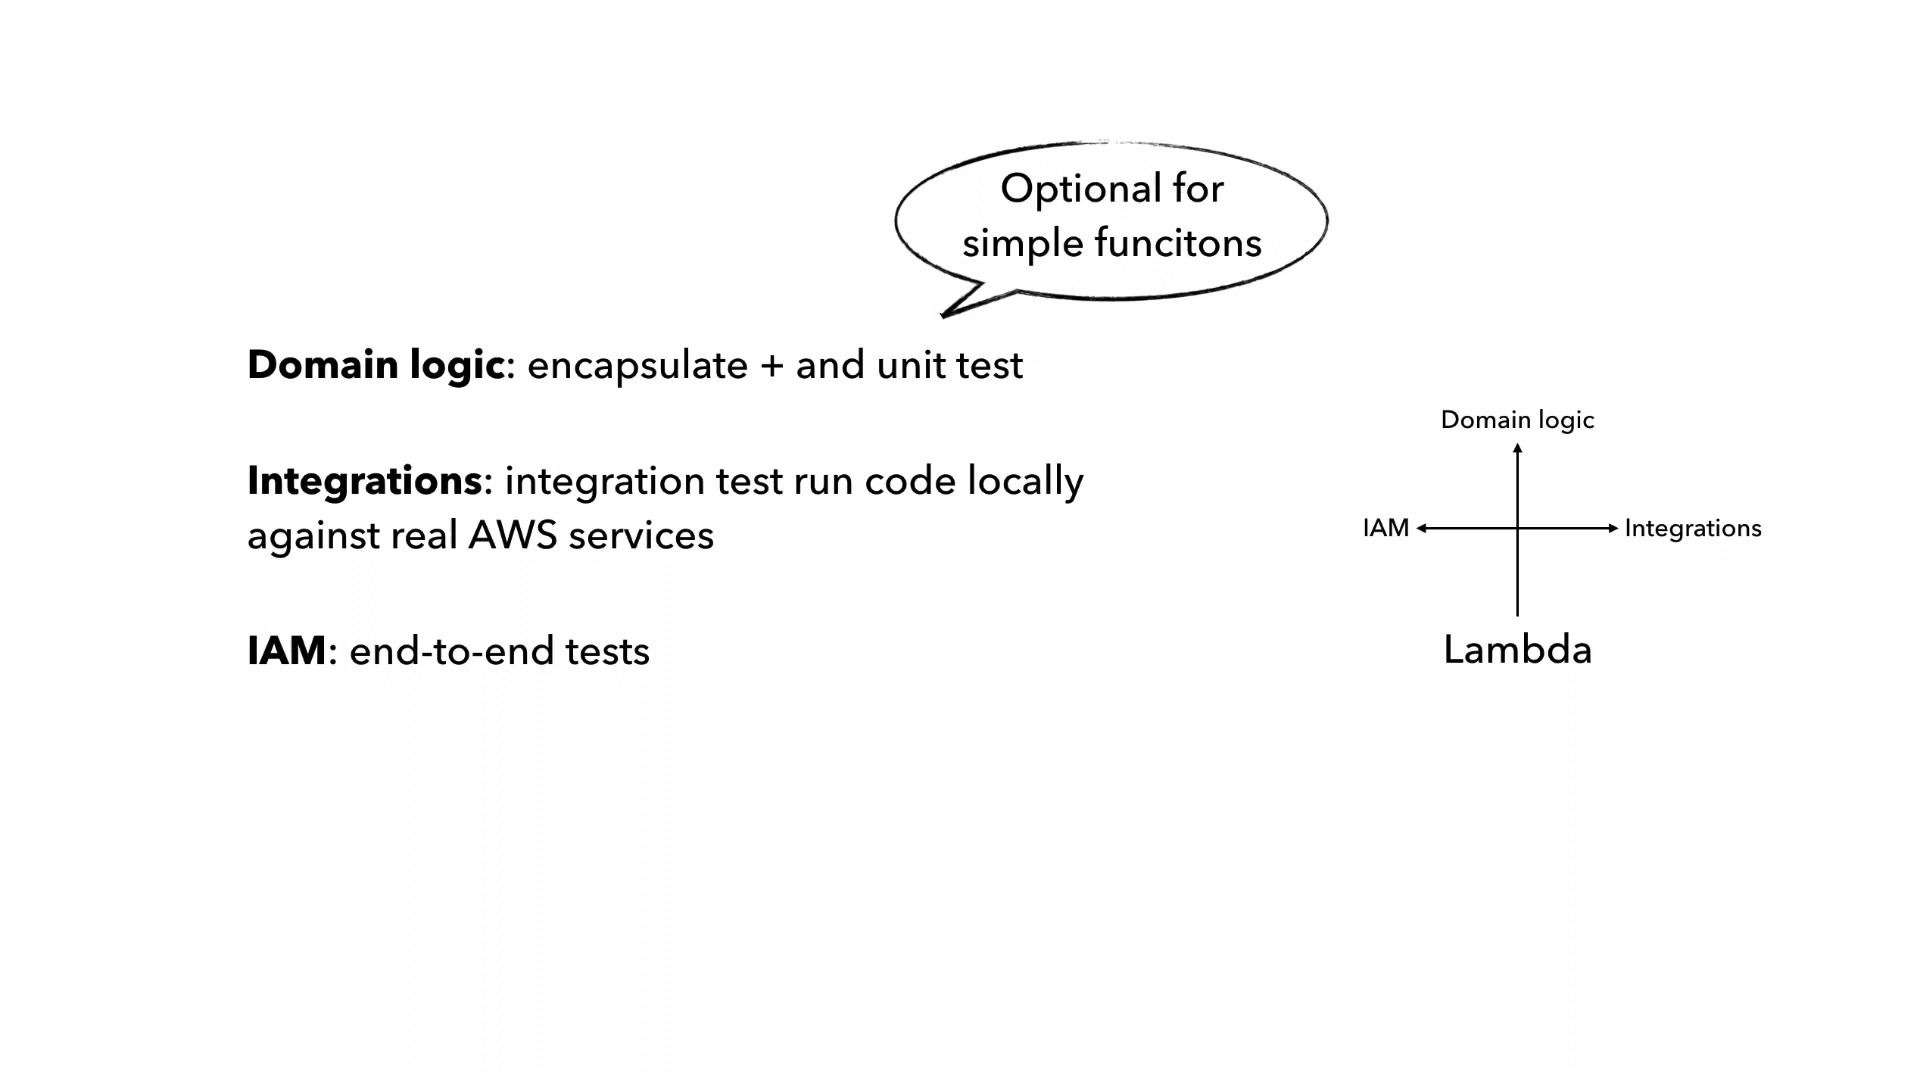 Optional for
simple funcitons
Domain logic: encapsulate + and unit test
Integrations: integration test run code locally
against real AWS services
IAM: end-to-end tests
Domain logic
IAM
Integrations
Lambda